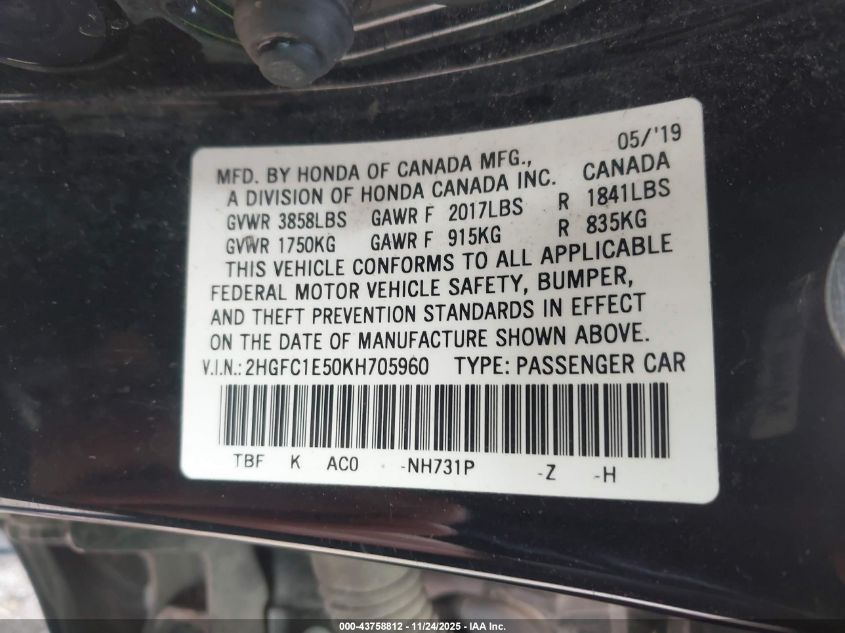 05/'19
MFD. BY HONDA OF CANADA MFG., CANADA
A DIVISION OF HONDA CANADA INC.
GVWR 3858LBS GAWR F 2017LBS R 1841LBS
GVWR 1750KG GAWR F 915KG R 835KG
THIS VEHICLE CONFORMS TO ALL APPLICABLE
FEDERAL MOTOR VEHICLE SAFETY, BUMPER,
AND THEFT PREVENTION STANDARDS IN EFFECT
ON THE DATE OF MANUFACTURE SHOWN ABOVE.
V.I.N.: 2HGFC1E50KH705960 TYPE: PASSENGER CAR
TBF K AC0 -NH731P -Z -H
000-43758812 - 11/24/2025 - IAA Inc.